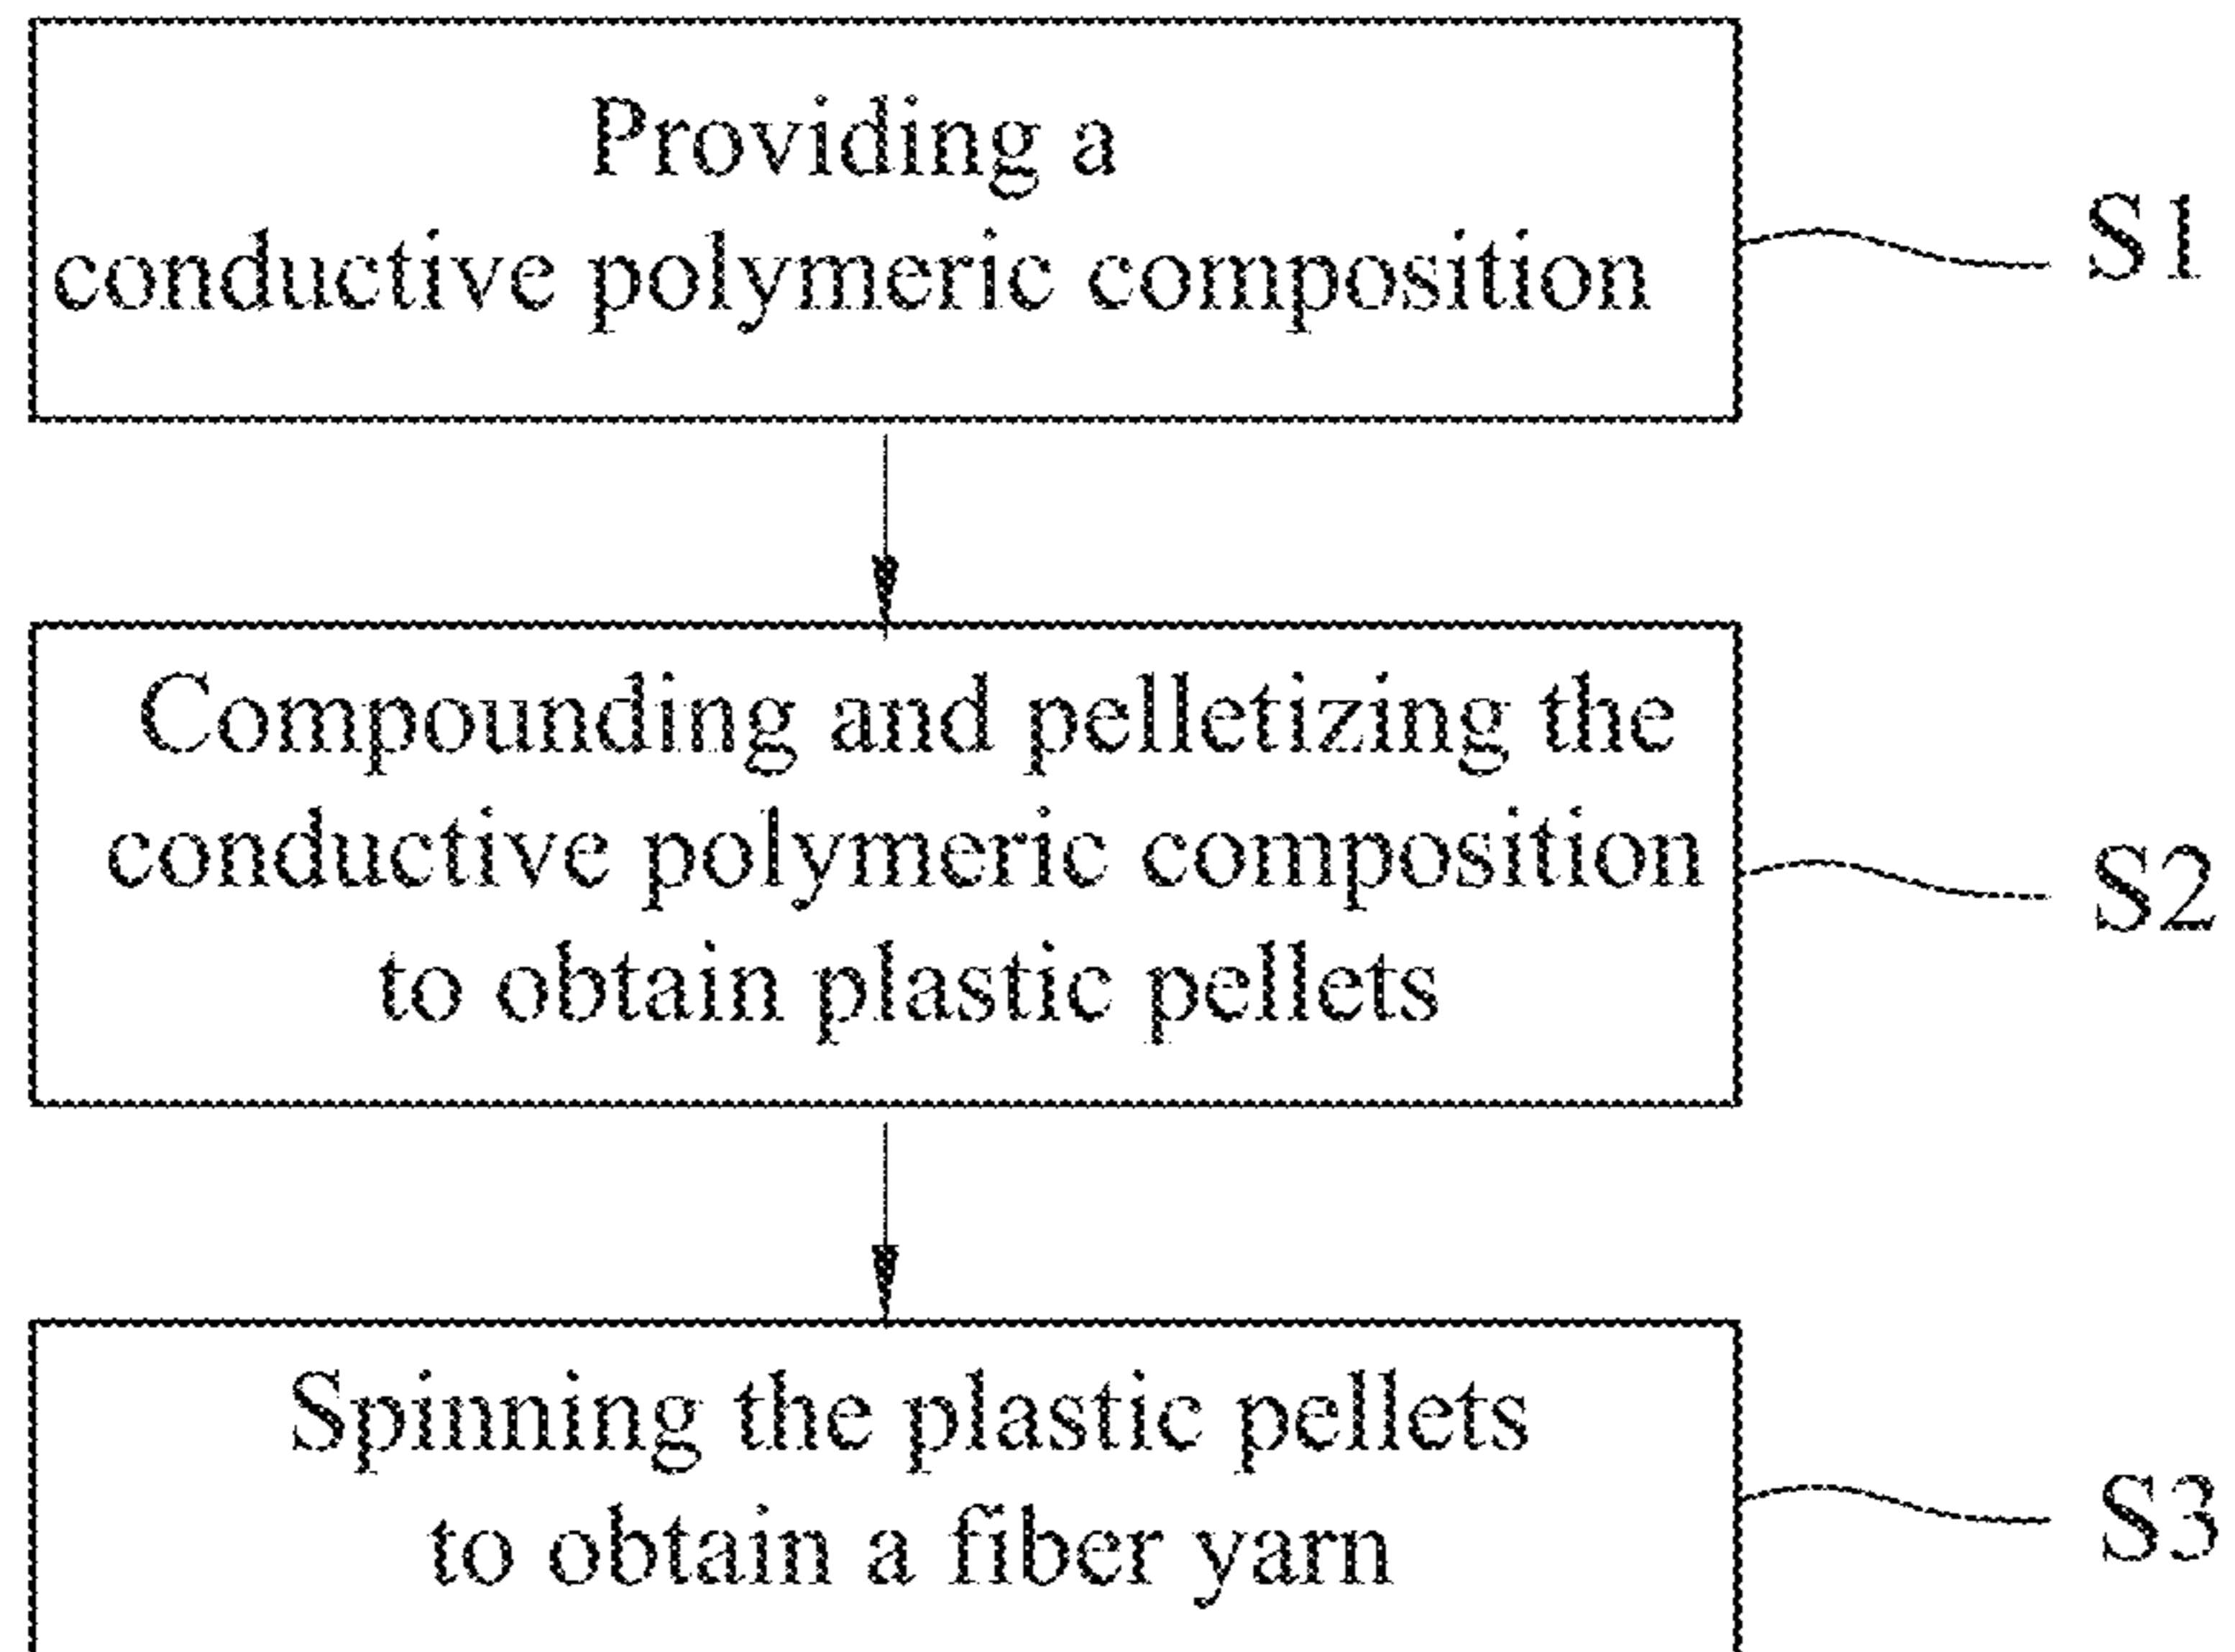 Providing a
conductive polymeric composition
S1
Compounding and pelletizing the
conductive polymeric composition
to obtain plastic pellets
S2
Spinning the plastic pellets
to obtain a fiber yarn
S3